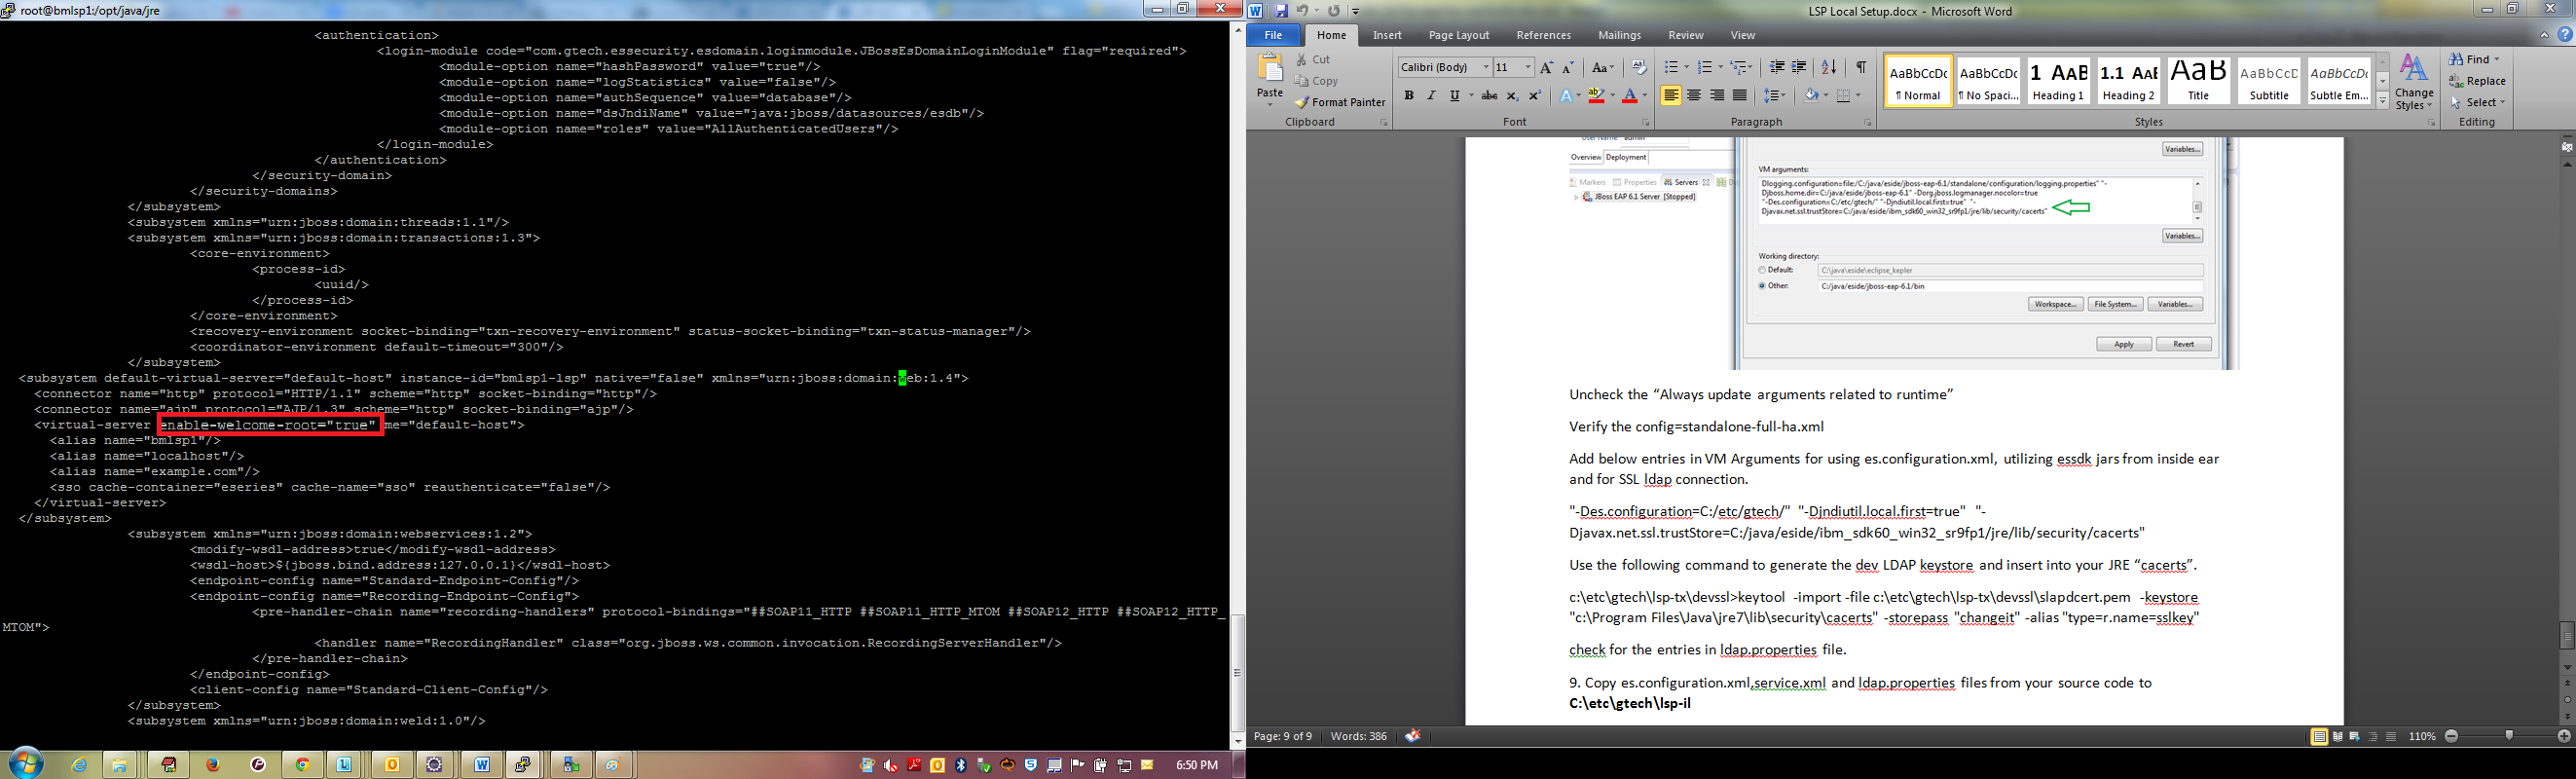 root@bmlsp1:/opt/java/jre
<authentication>
<login-module code="com.gtech.essecurity.esdomain.loginmodule.JBossEsDomainLoginModule" flag="required">
<module-option name="hashPassword" value="true"/>
<module-option name="logStatistics" value="false"/>
<module-option name="authSequence" value="database"/>
<module-option name="dsJndiName" value="java:jboss/datasources/esdb"/>
<module-option name="roles" value="AllAuthenticatedUsers"/>
</login-module>
</authentication>
</security-domain>
</security-domains>
</subsystem>
<subsystem xmlns="urn:jboss:domain:threads:1.1"/>
<subsystem xmlns="urn:jboss:domain:transactions:1.3">
<core-environment>
<process-id>
<uuid/>
</process-id>
</core-environment>
<recovery-environment socket-binding="txn-recovery-environment" status-socket-binding="txn-status-manager"/>
<coordinator-environment default-timeout="300"/>
</subsystem>
<subsystem default-virtual-server="default-host" instance-id="bmlsp1-lsp" native="false" xmlns="urn:jboss:domain:web:1.4">
<connector name="http" protocol="HTTP/1.1" scheme="http" socket-binding="http"/>
<connector name="ajp" protocol="AJP/1.3" scheme="http" socket-binding="ajp"/>
<virtual-server enable-welcome-root="true" me="default-host">
<alias name="bmlsp1"/>
<alias name="localhost"/>
<alias name="example.com"/>
<sso cache-container="eseries" cache-name="sso" reauthenticate="false"/>
</virtual-server>
</subsystem>
<subsystem xmlns="urn:jboss:domain:webservices:1.2">
<modify-wsdl-address>true</modify-wsdl-address>
<wsdl-host>${jboss.bind.address:127.0.0.1}</wsdl-host>
<endpoint-config name="Standard-Endpoint-Config"/>
<endpoint-config name="Recording-Endpoint-Config">
<pre-handler-chain name="recording-handlers" protocol-bindings="##SOAP11_HTTP ##SOAP11_HTTP_MTOM ##SOAP12_HTTP ##SOAP12_HTTP_
MTOM">
<handler name="RecordingHandler" class="org.jboss.ws.common.invocation.RecordingServerHandler"/>
</pre-handler-chain>
</endpoint-config>
<client-config name="Standard-Client-Config"/>
</subsystem>
<subsystem xmlns="urn:jboss:domain:weld:1.0"/>
6:50 PM
LSP Local Setup.docx - Microsoft Word
File Home Insert Page Layout References Mailings Review View
Paste Cut Copy Format Painter
Calibri (Body) 11
AaBbCcDc AaBbCcDc 1 AaB 1.1 AaE AaB AaBbCcD AaBbCcDc
¶ Normal ¶ No Spaci... Heading 1 Heading 2 Title Subtitle Subtle Em...
Change Styles
Find Replace Select
Clipboard Font Paragraph Styles Editing
User Name admin
Overview Deployment
Markers Properties Servers
JBoss EAP 6.1 Server [Stopped]
Variables...
VM arguments:
Dlogging.configuration=file:/C:/java/eside/jboss-eap-6.1/standalone/configuration/logging.properties" "-
Djboss.home.dir=C:/java/eside/jboss-eap-6.1" -Dorg.jboss.logmanager.nocolor=true
"-Des.configuration=C:/etc/gtech/" "-Djndiutil.local.first=true" "-
Djavax.net.ssl.trustStore=C:/java/eside/ibm_sdk60_win32_sr9fp1/jre/lib/security/cacerts"
Variables...
Working directory:
Default: C:\java\eside\eclipse_kepler
Other: C:/java/eside/jboss-eap-6.1/bin
Workspace... File System... Variables...
Apply Revert
Uncheck the “Always update arguments related to runtime”
Verify the config=standalone-full-ha.xml
Add below entries in VM Arguments for using es.configuration.xml, utilizing essdk jars from inside ear
and for SSL ldap connection.
"-Des.configuration=C:/etc/gtech/" "-Djndiutil.local.first=true" "-
Djavax.net.ssl.trustStore=C:/java/eside/ibm_sdk60_win32_sr9fp1/jre/lib/security/cacerts"
Use the following command to generate the dev LDAP keystore and insert into your JRE “cacerts”.
c:\etc\gtech\lsp-tx\devssl>keytool -import -file c:\etc\gtech\lsp-tx\devssl\slapdcert.pem -keystore
"c:\Program Files\Java\jre7\lib\security\cacerts" -storepass "changeit" -alias "type=r.name=sslkey"
check for the entries in ldap.properties file.
9. Copy es.configuration.xml,service.xml and ldap.properties files from your source code to
C:\etc\gtech\lsp-il
Page: 9 of 9 Words: 386 110%